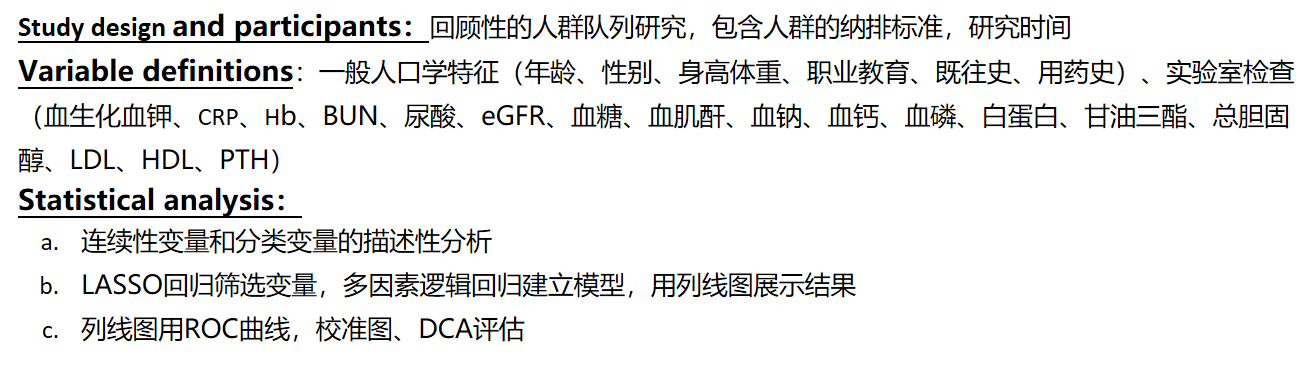 Study design and participants：回顾性的人群队列研究，包含人群的纳排标准，研究时间
Variable definitions：一般人口学特征（年龄、性别、身高体重、职业教育、既往史、用药史）、实验室检查
（血生化血钾、CRP、Hb、BUN、尿酸、eGFR、血糖、血肌酐、血钠、血钙、血磷、白蛋白、甘油三酯、总胆固
醇、LDL、HDL、PTH）
Statistical analysis：
a. 连续性变量和分类变量的描述性分析
b. LASSO回归筛选变量，多因素逻辑回归建立模型，用列线图展示结果
c. 列线图用ROC曲线，校准图、DCA评估